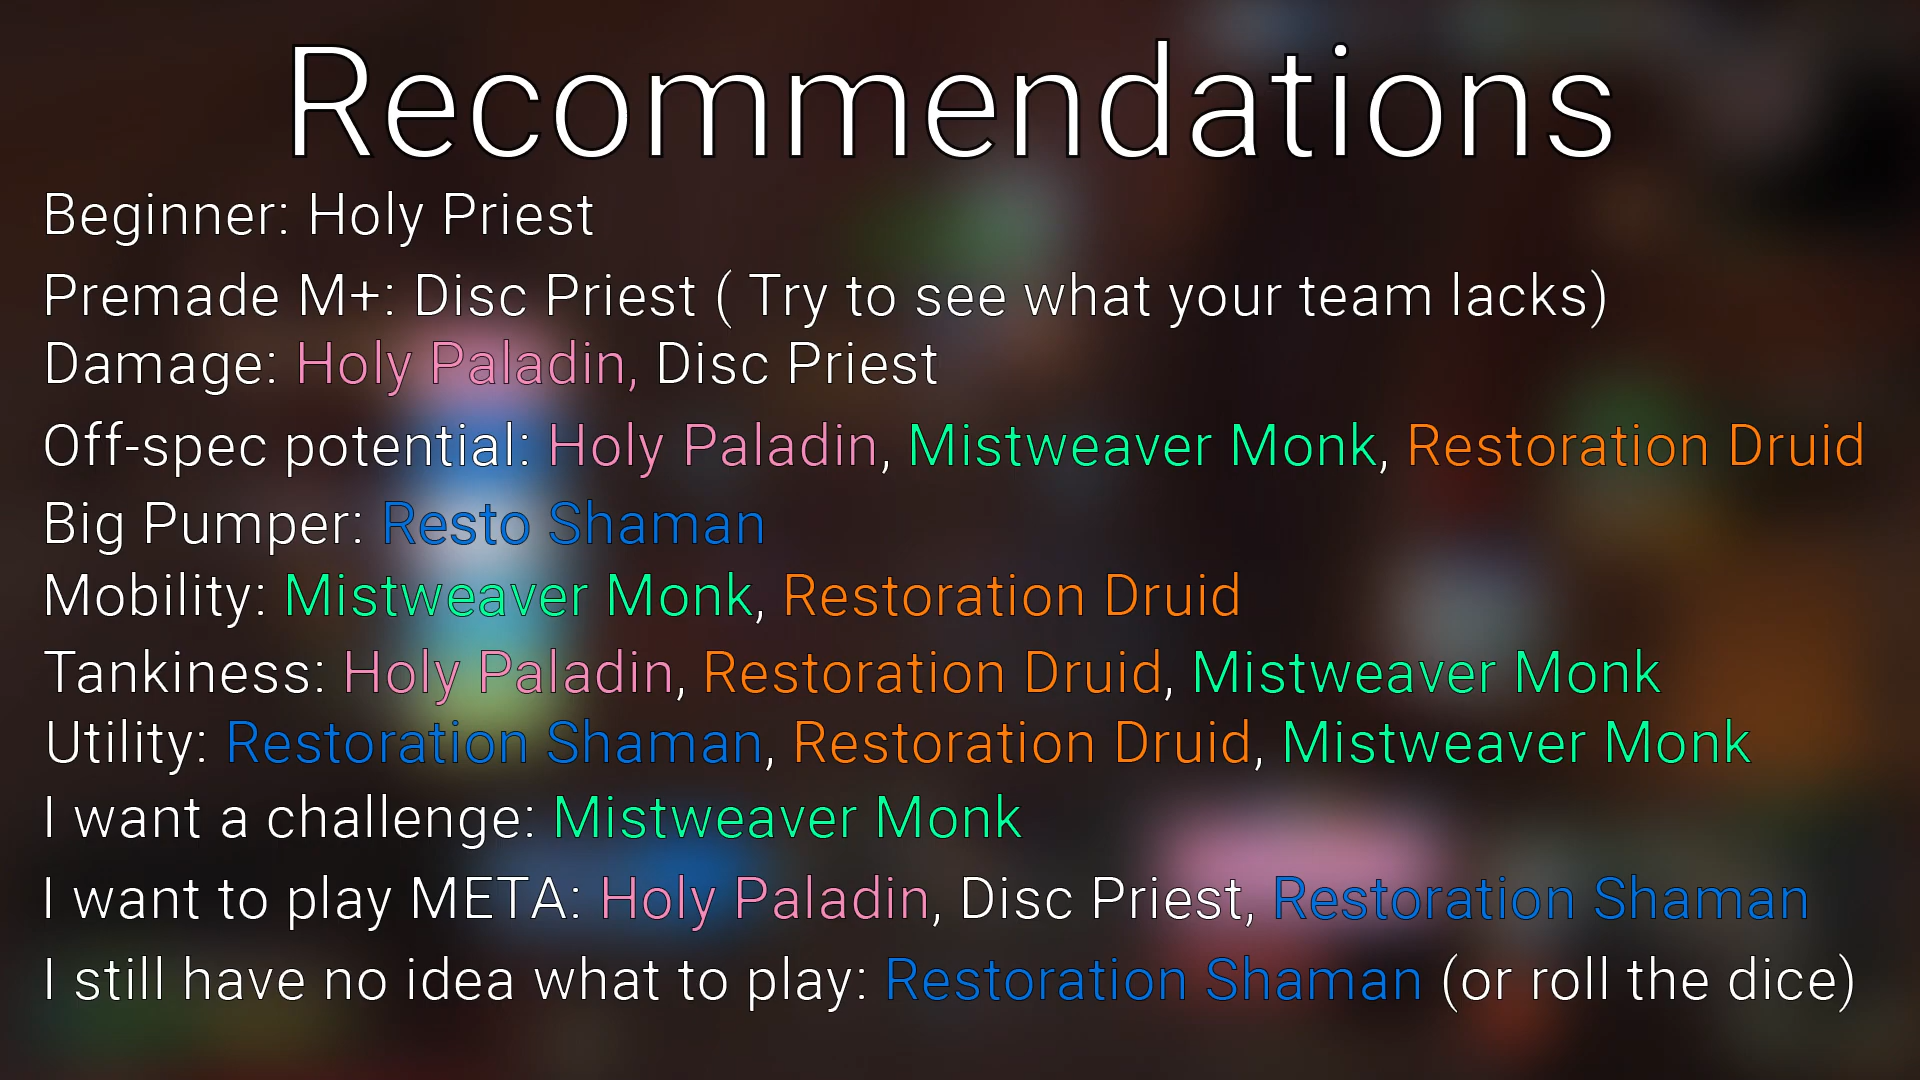 Recommendations
Beginner: Holy Priest
Premade M+: Disc Priest ( Try to see what your team lacks)
Damage: Holy Paladin, Disc Priest
Off-spec potential: Holy Paladin, Mistweaver Monk, Restoration Druid
Big Pumper: Resto Shaman
Mobility: Mistweaver Monk, Restoration Druid
Tankiness: Holy Paladin, Restoration Druid, Mistweaver Monk
Utility: Restoration Shaman, Restoration Druid, Mistweaver Monk
I want a challenge: Mistweaver Monk
I want to play META: Holy Paladin, Disc Priest, Restoration Shaman
I still have no idea what to play: Restoration Shaman (or roll the dice)